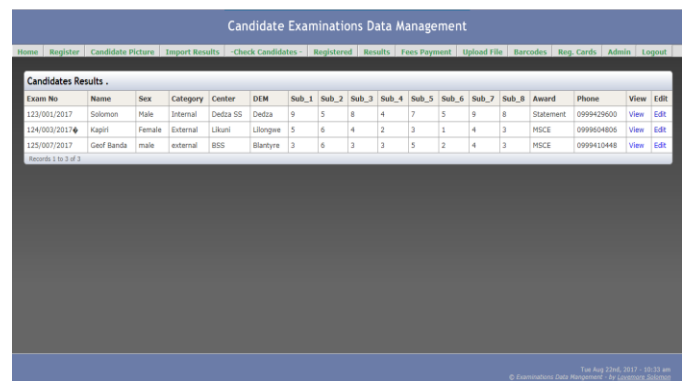 Candidate Examinations Data Management
Home Register Candidate Picture Import Results -Check Candidates - Registered Results Fees Payment Upload File Barcodes Reg. Cards Admin Logout
Candidates Results .
Exam No Name Sex Category Center DEM Sub_1 Sub_2 Sub_3 Sub_4 Sub_5 Sub_6 Sub_7 Sub_8 Award Phone View Edit
123/001/2017 Solomon Male Internal Dedza SS Dedza 9 5 8 4 7 5 9 8 Statement 0999429600 View Edit
124/003/2017� Kapiri Female External Likuni Lilongwe 5 6 4 2 3 1 4 3 MSCE 0999604806 View Edit
125/007/2017 Geof Banda male external BSS Blantyre 3 6 3 3 5 2 4 3 MSCE 0999410448 View Edit
Records 1 to 3 of 3
Tue Aug 22nd, 2017 - 10:33 am
© Examinations Data Mangement - by Lovemore Solomon